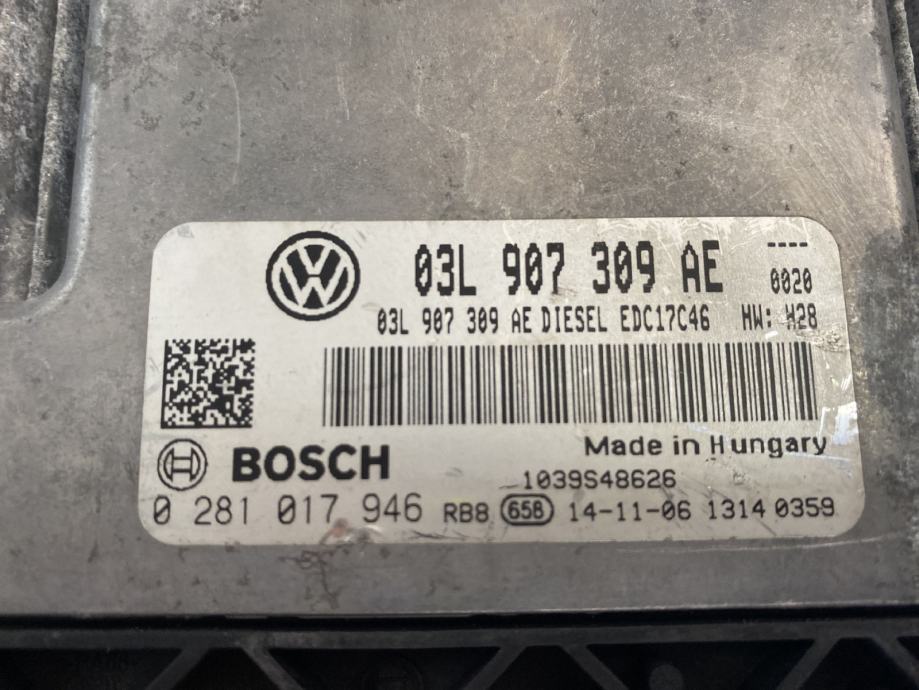 03L 907 309 AE ----
0020
03L 907 309 AE DIESEL EDC17C46 HW: H28
Made in Hungary
BOSCH
1039S48626
0 281 017 946 RB8 658 14-11-06 1314 0359